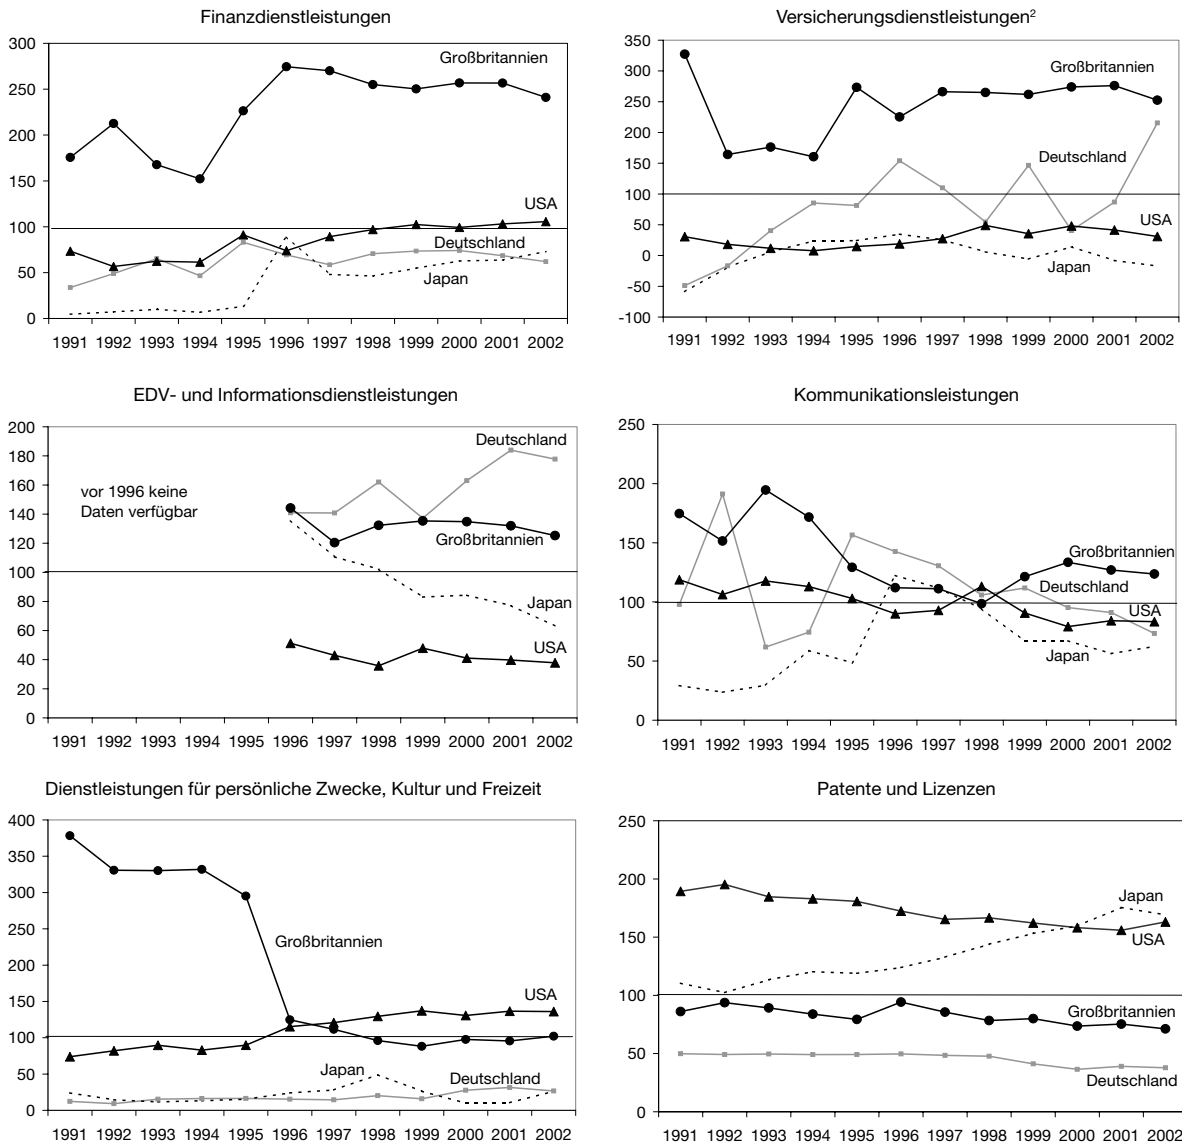 Finanzdienstleistungen
300
250
200
150
100
50
0
Großbritannien
USA
Deutschland
Japan
1991 1992 1993 1994 1995 1996 1997 1998 1999 2000 2001 2002
Versicherungsdienstleistungen²
350
300
250
200
150
100
50
0
-50
-100
Großbritannien
Deutschland
USA
Japan
1991 1992 1993 1994 1995 1996 1997 1998 1999 2000 2001 2002
EDV- und Informationsdienstleistungen
200
180
160
140
120
100
80
60
40
20
0
vor 1996 keine
Daten verfügbar
Deutschland
Großbritannien
Japan
USA
1991 1992 1993 1994 1995 1996 1997 1998 1999 2000 2001 2002
Kommunikationsleistungen
250
200
150
100
50
0
Großbritannien
Deutschland
USA
Japan
1991 1992 1993 1994 1995 1996 1997 1998 1999 2000 2001 2002
Dienstleistungen für persönliche Zwecke, Kultur und Freizeit
400
350
300
250
200
150
100
50
0
Großbritannien
USA
Japan
Deutschland
1991 1992 1993 1994 1995 1996 1997 1998 1999 2000 2001 2002
Patente und Lizenzen
250
200
150
100
50
0
Japan
USA
Großbritannien
Deutschland
1991 1992 1993 1994 1995 1996 1997 1998 1999 2000 2001 2002